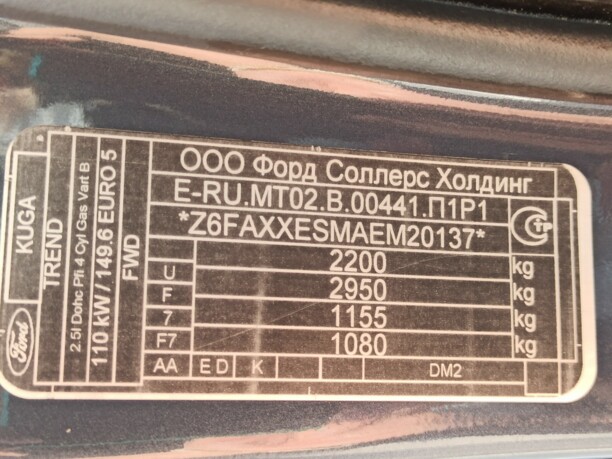 ООО Форд Соллерс Холдинг
E-RU.MT02.B.00441.П1Р1
*Z6FAXXESMAEM20137*
U 2200 kg
F 2950 kg
7 1155 kg
F7 1080 kg
AA ED K DM2
KUGA
TREND
2.5l Dohc Pfi 4 Cyl Gas Vart B
110 kW / 149.6 EURO 5
FWD
Ford
СТР